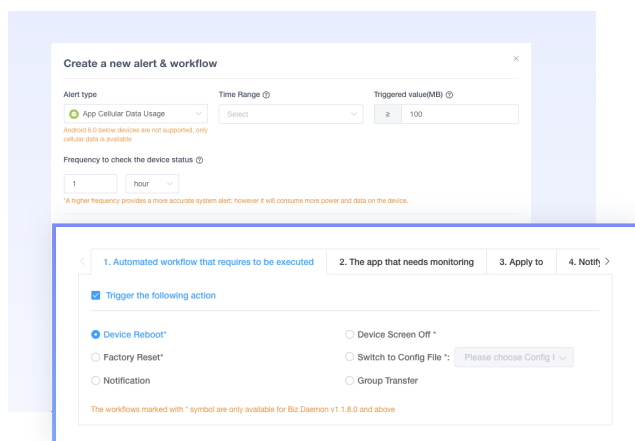 Create a new alert & workflow
Alert type
Time Range
Triggered value(MB)
App Cellular Data Usage
Select
≥
100
Android 6.0 below devices are not supported, only
cellular data is available
Frequency to check the device status
1
hour
*A higher frequency provides a more accurate system alert; however it will consume more power and data on the device.
1. Automated workflow that requires to be executed
2. The app that needs monitoring
3. Apply to
4. Notify
Trigger the following action
Device Reboot*
Device Screen Off *
Factory Reset*
Switch to Config File *:
Please choose Config
Notification
Group Transfer
The workflows marked with * symbol are only available for Biz Daemon v1.1.8.0 and above